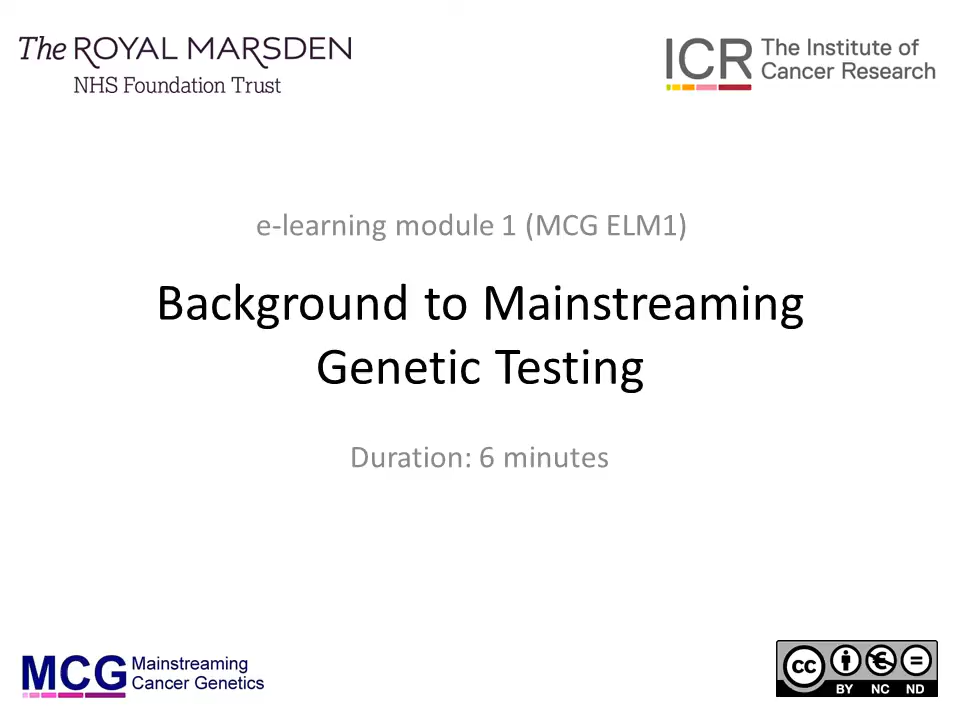 The ROYAL MARSDEN
NHS Foundation Trust
ICR The Institute of
Cancer Research
e-learning module 1 (MCG ELM1)
Background to Mainstreaming
Genetic Testing
Duration: 6 minutes
MCG Mainstreaming
Cancer Genetics
cc
BY NC ND